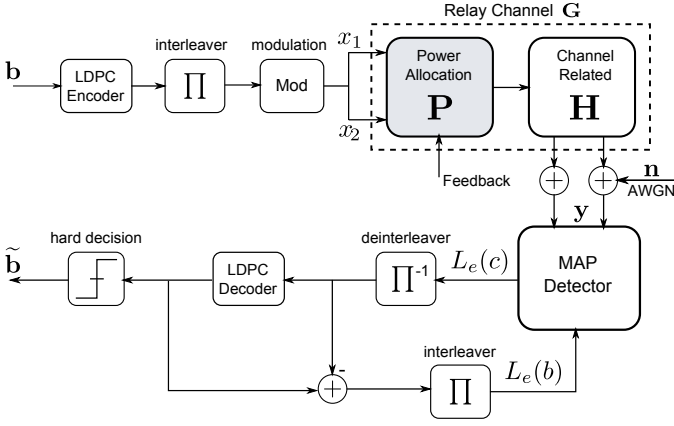 Relay Channel G
b
LDPC
Encoder
interleaver
∏
modulation
Mod
x₁
x₂
Power
Allocation
P
Channel
Related
H
Feedback
+
+
n
AWGN
y
b̃
hard decision
LDPC
Decoder
deinterleaver
∏⁻¹
Lₑ(c)
MAP
Detector
-
+
interleaver
∏
Lₑ(b)